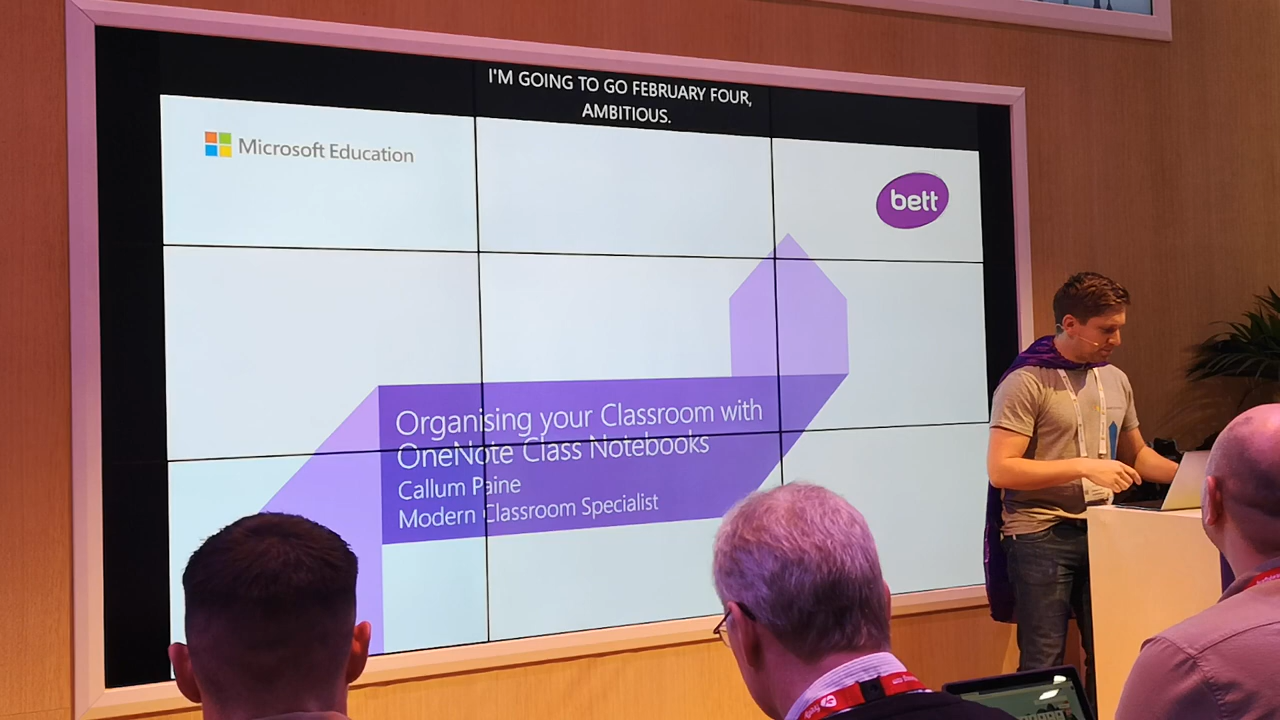 I'M GOING TO GO FEBRUARY FOUR,
AMBITIOUS.
Microsoft Education
bett
Organising your Classroom with
OneNote Class Notebooks
Callum Paine
Modern Classroom Specialist